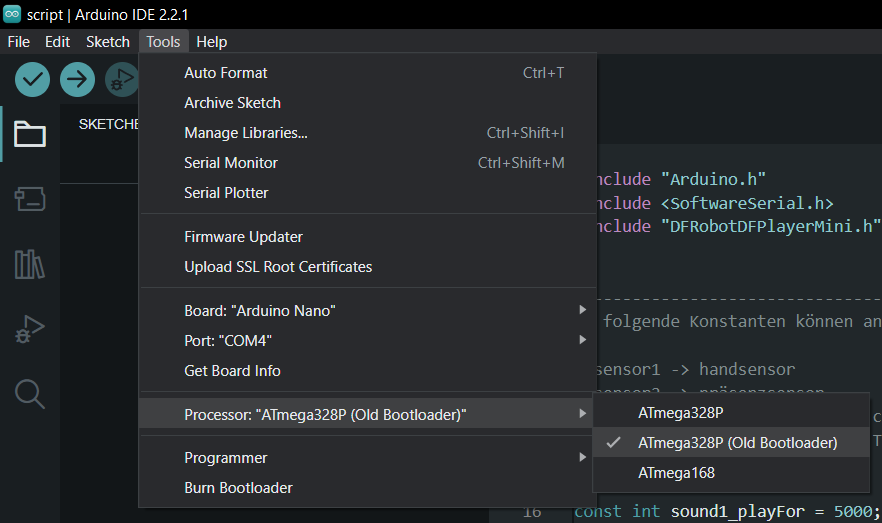 script | Arduino IDE 2.2.1
File Edit Sketch Tools Help
Auto Format Ctrl+T
Archive Sketch
Manage Libraries... Ctrl+Shift+I
Serial Monitor Ctrl+Shift+M
Serial Plotter
Firmware Updater
Upload SSL Root Certificates
Board: "Arduino Nano"
Port: "COM4"
Get Board Info
Processor: "ATmega328P (Old Bootloader)"
Programmer
Burn Bootloader
ATmega328P
ATmega328P (Old Bootloader)
ATmega168
SKETCHE
nclude "Arduino.h"
nclude <SoftwareSerial.h>
nclude "DFRobotDFPlayerMini.h"
folgende Konstanten können an
sensor1 -> handsensor
16 const int sound1_playFor = 5000;